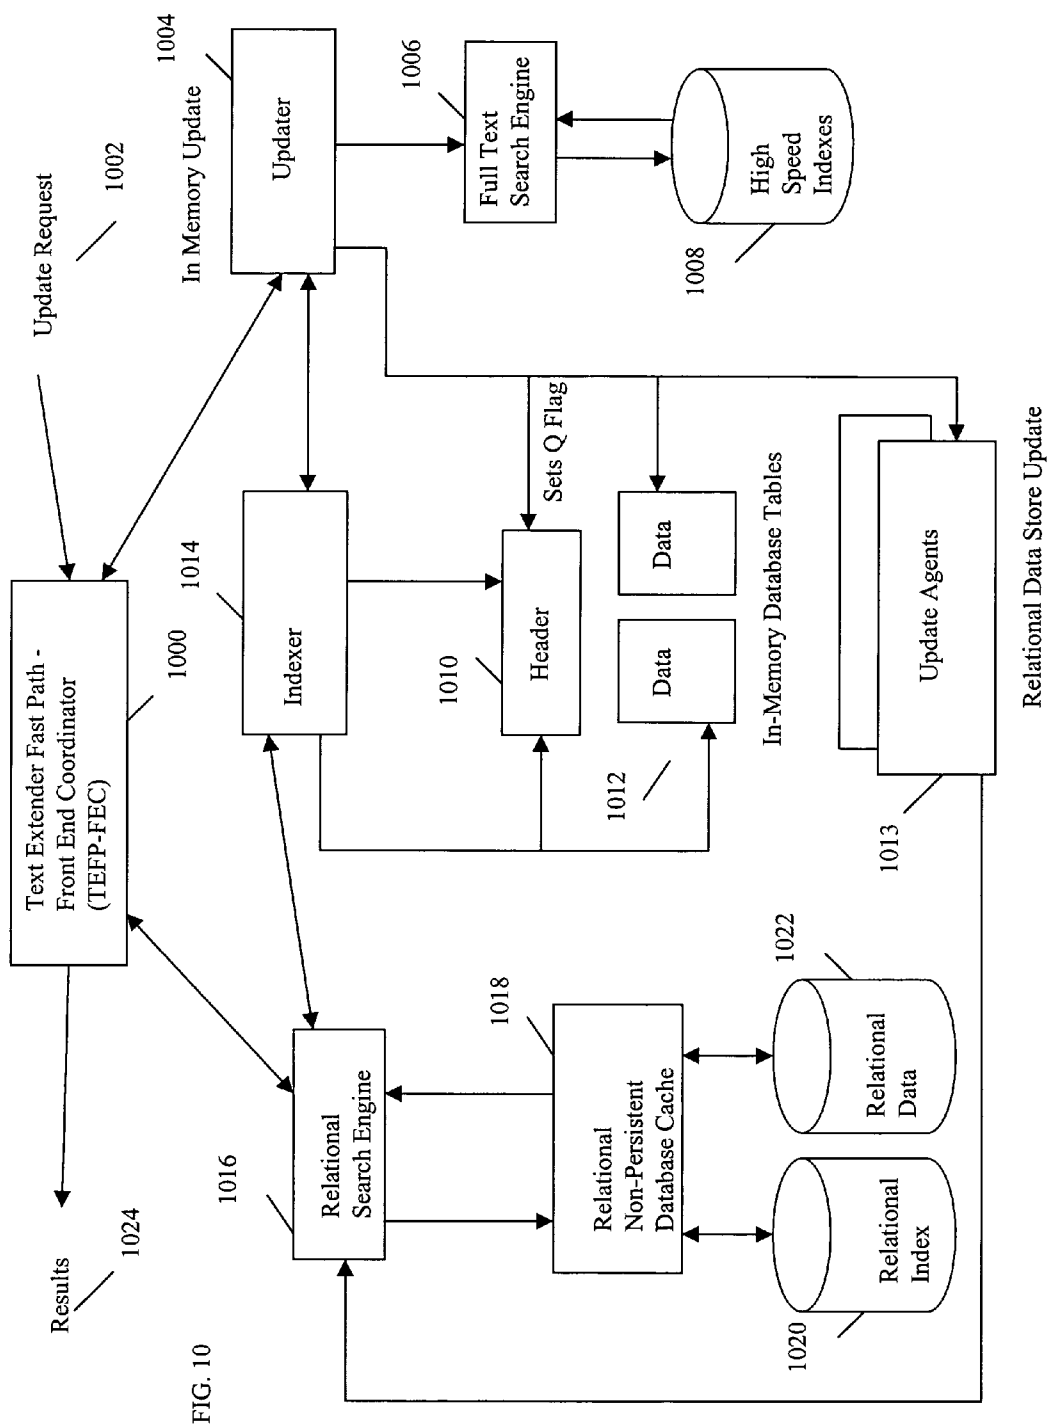 Update Request
1002
In Memory Update
1004
Updater
1006
Full Text
Search Engine
High
Speed
Indexes
1008
Text Extender Fast Path -
Front End Coordinator
(TEFP-FEC)
1000
1014
Indexer
Sets Q Flag
1010
Header
Data
Data
1012
In-Memory Database Tables
Update Agents
1013
Relational Data Store Update
Results
1024
1016
Relational
Search Engine
1018
Relational
Non-Persistent
Database Cache
1022
Relational
Data
Relational
Index
1020
FIG. 10